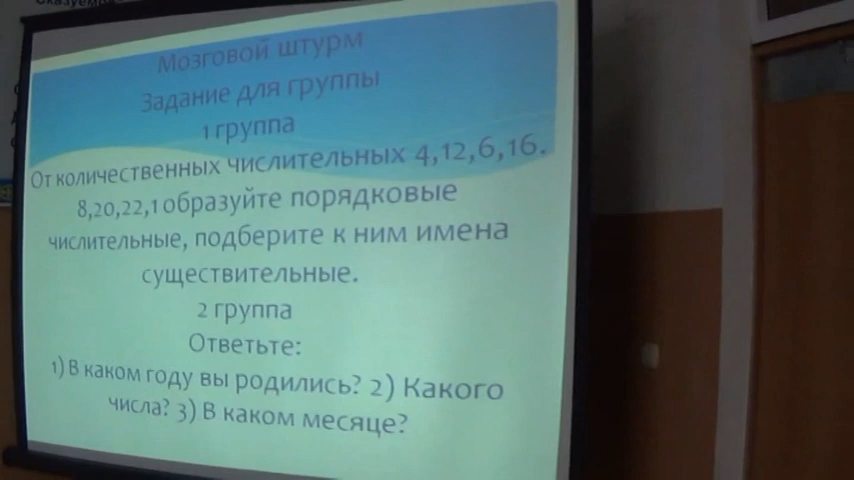 Мозговой штурм
Задание для группы
1 группа
От количественных числительных 4,12,6,16.
8,20,22,1 образуйте порядковые
числительные, подберите к ним имена
существительные.
2 группа
Ответьте:
1) В каком году вы родились? 2) Какого
числа? 3) В каком месяце?